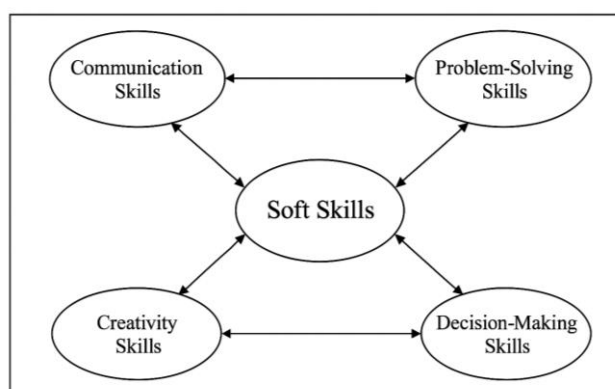 Communication
Skills
Problem-Solving
Skills
Soft Skills
Creativity
Skills
Decision-Making
Skills